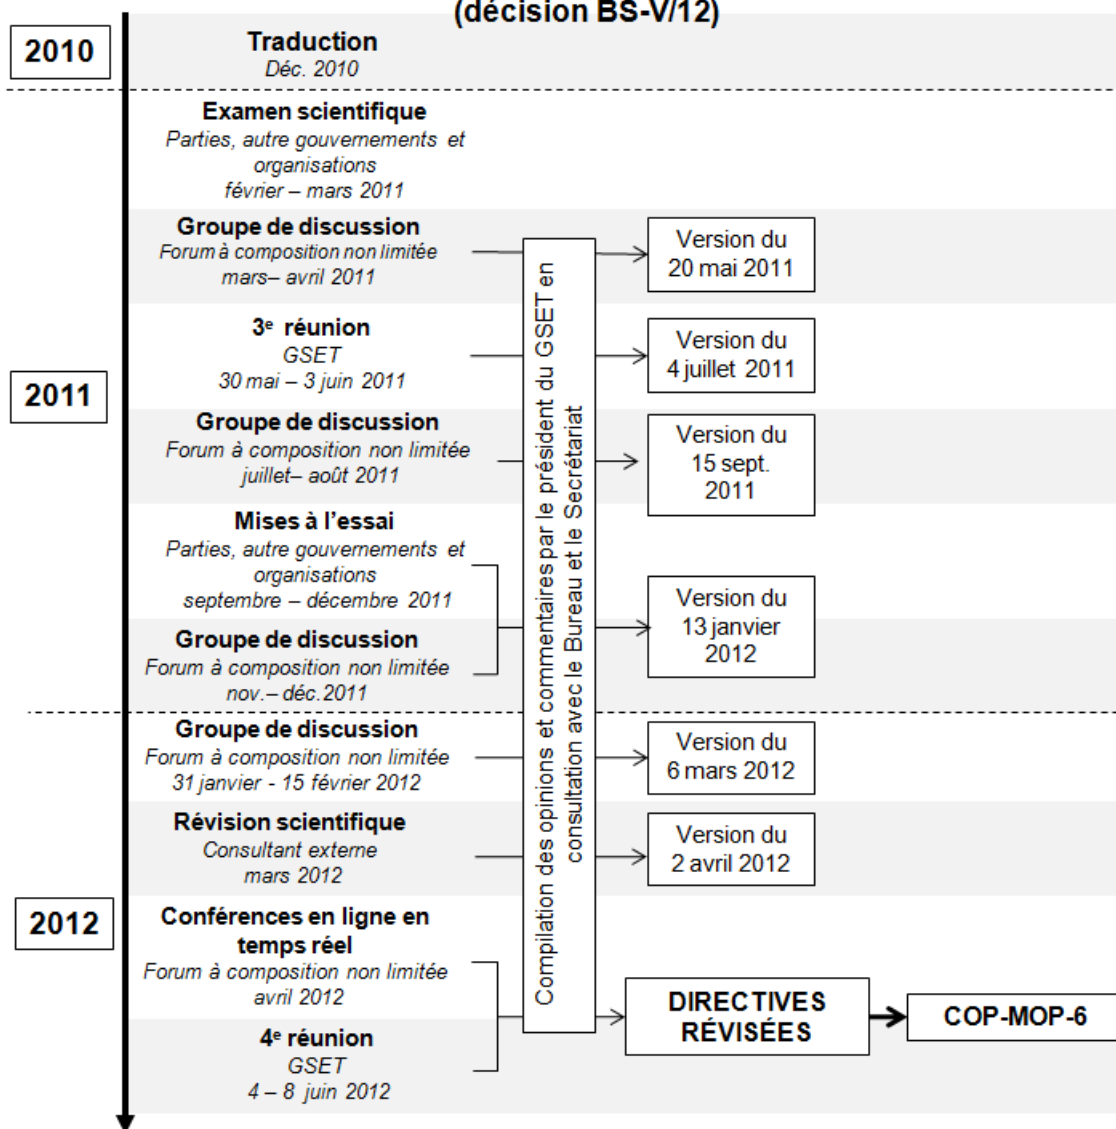 (décision BS-V/12)
2010
Traduction
Déc. 2010
Examen scientifique
Parties, autre gouvernements et
organisations
février – mars 2011
Groupe de discussion
Forum à composition non limitée
mars– avril 2011
Version du
20 mai 2011
3e réunion
GSET
30 mai – 3 juin 2011
Version du
4 juillet 2011
2011
Groupe de discussion
Forum à composition non limitée
juillet– août 2011
Version du
15 sept.
2011
Mises à l'essai
Parties, autre gouvernements et
organisations
septembre – décembre 2011
Groupe de discussion
Forum à composition non limitée
nov.– déc.2011
Version du
13 janvier
2012
Compilation des opinions et commentaires par le président du GSET en
consultation avec le Bureau et le Secrétariat
Groupe de discussion
Forum à composition non limitée
31 janvier - 15 février 2012
Version du
6 mars 2012
Révision scientifique
Consultant externe
mars 2012
Version du
2 avril 2012
2012
Conférences en ligne en
temps réel
Forum à composition non limitée
avril 2012
4e réunion
GSET
4 – 8 juin 2012
DIRECTIVES
RÉVISÉES
COP-MOP-6